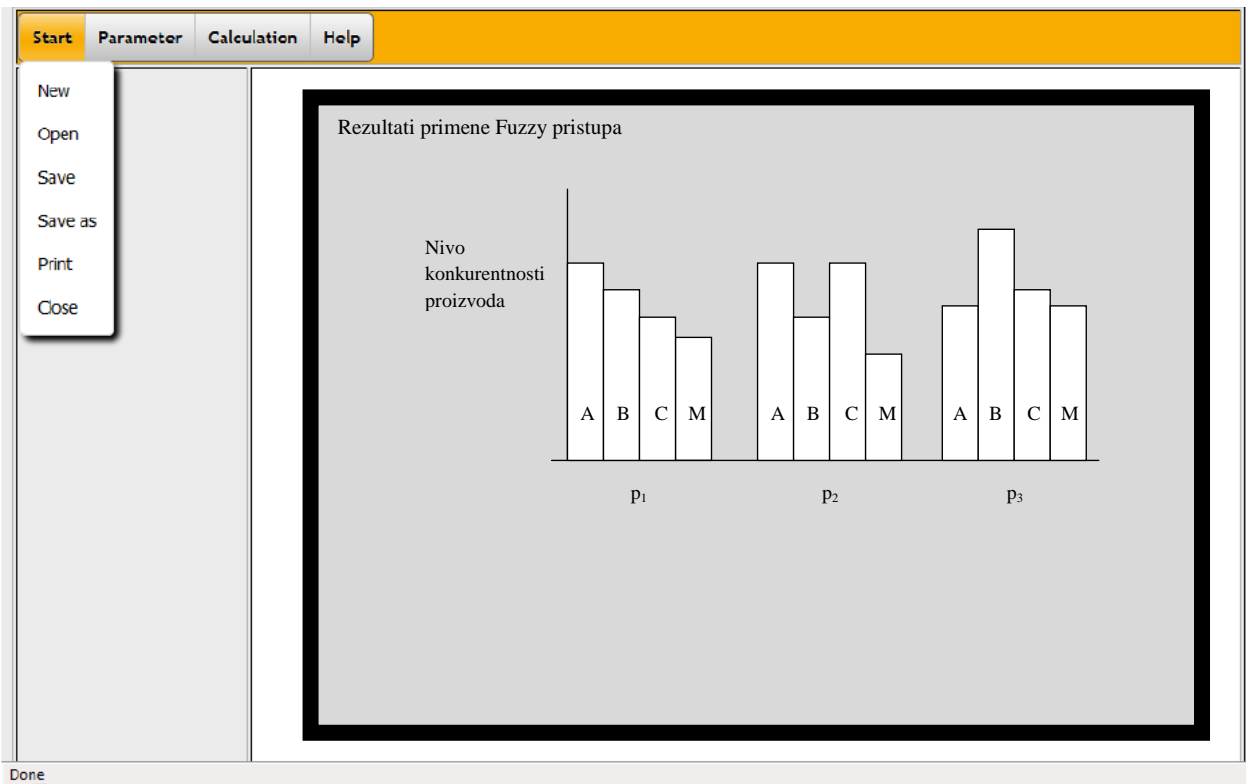 Start Parameter Calculation Help
New
Open
Save
Save as
Print
Close
Rezultati primene Fuzzy pristupa
Nivo
konkurentnosti
proizvoda
A B C M A B C M A B C M
p₁ p₂ p₃
Done